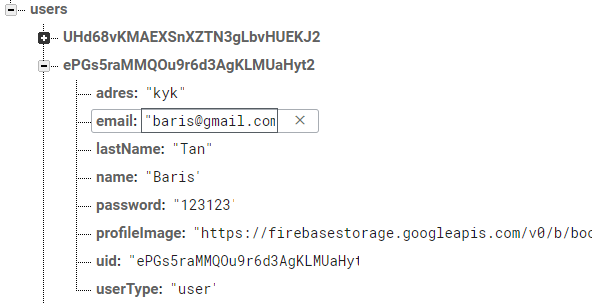 users
UHd68vKMAEXSnXZTN3gLbvHUEKJ2
ePGs5raMMQOu9r6d3AgKLMUaHyt2
adres: "kyk"
email: "baris@gmail.com
lastName: "Tan"
name: "Baris'
password: "123123'
profileImage: "https://firebasestorage.googleapis.com/v0/b/boo
uid: "ePGs5raMMQOu9r6d3AgKLMUaHyt
userType: "user'